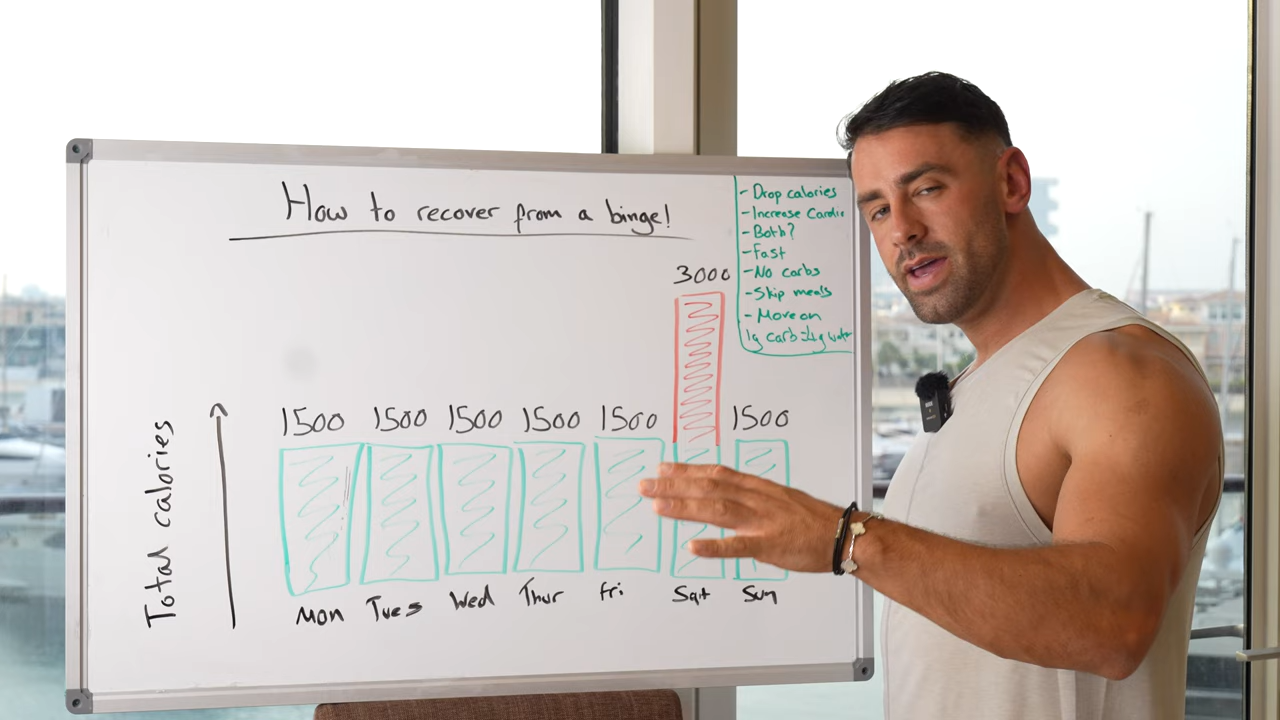 How to recover from a binge!
- Drop calories
- Increase Cardio
- Both?
- Fast
- No carbs
- Skip meals
- Move on
1g carb = 4g water
3000
1500 1500 1500 1500 1500 1500
Total calories
Mon Tues Wed Thur fri Sat Sun